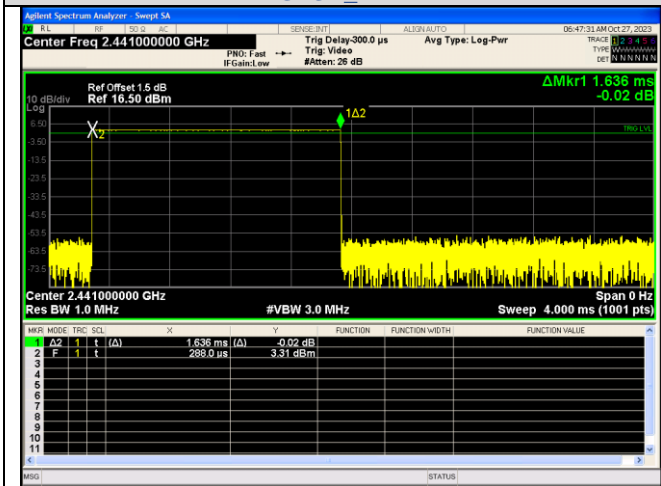 Agilent Spectrum Analyzer - Swept SA
RL RF 50 Ω AC SENSE:INT ALIGN AUTO 06:47:31 AM Oct 27, 2023
Center Freq 2.441000000 GHz
PNO: Fast
IFGain:Low
Trig Delay-300.0 µs
Trig: Video
#Atten: 26 dB
Avg Type: Log-Pwr
TRACE 1 2 3 4 5 6
TYPE WWWWWW
DET N N N N N N
ΔMkr1 1.636 ms
-0.02 dB
Ref Offset 1.5 dB
10 dB/div Ref 16.50 dBm
Log
1Δ2
6.50
TRIG LVL
X2
-3.50
-13.5
-23.5
-33.5
-43.5
-53.5
-63.5
-73.5
Center 2.441000000 GHz Span 0 Hz
Res BW 1.0 MHz #VBW 3.0 MHz Sweep 4.000 ms (1001 pts)
MKR MODE TRC SCL X Y FUNCTION FUNCTION WIDTH FUNCTION VALUE
1 Δ2 1 t (Δ) 1.636 ms (Δ) -0.02 dB
2 F 1 t 288.0 µs 3.31 dBm
3
4
5
6
7
8
9
10
11
MSG STATUS